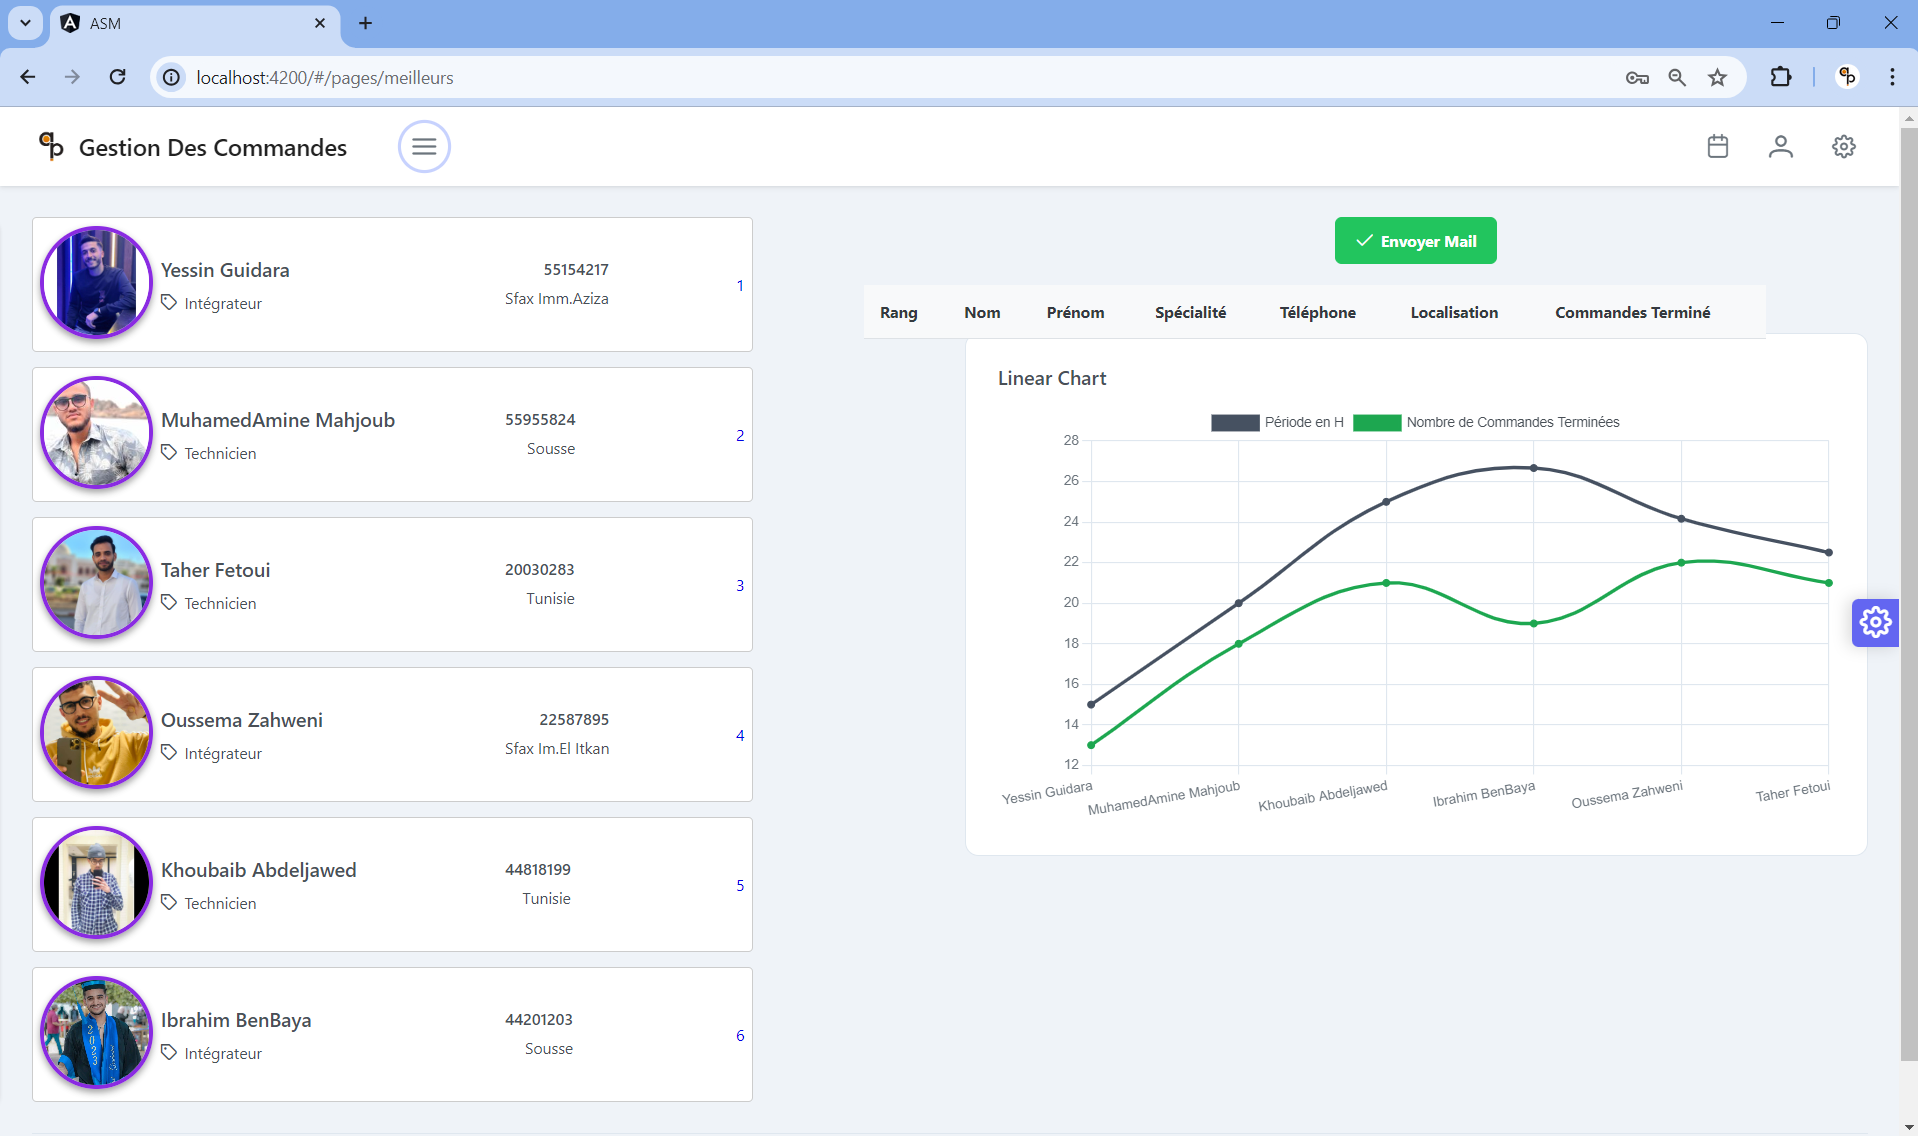 ASM
localhost:4200/#/pages/meilleurs
Gestion Des Commandes
Yessin Guidara
Intégrateur
55154217
Sfax Imm.Aziza
1
MuhamedAmine Mahjoub
Technicien
55955824
Sousse
2
Taher Fetoui
Technicien
20030283
Tunisie
3
Oussema Zahweni
Intégrateur
22587895
Sfax Im.El Itkan
4
Khoubaib Abdeljawed
Technicien
44818199
Tunisie
5
Ibrahim BenBaya
Intégrateur
44201203
Sousse
6
Envoyer Mail
Rang Nom Prénom Spécialité Téléphone Localisation Commandes Terminé
Linear Chart
Période en H Nombre de Commandes Terminées
28
26
24
22
20
18
16
14
12
Yessin Guidara MuhamedAmine Mahjoub Khoubaib Abdeljawed Ibrahim BenBaya Oussema Zahweni Taher Fetoui